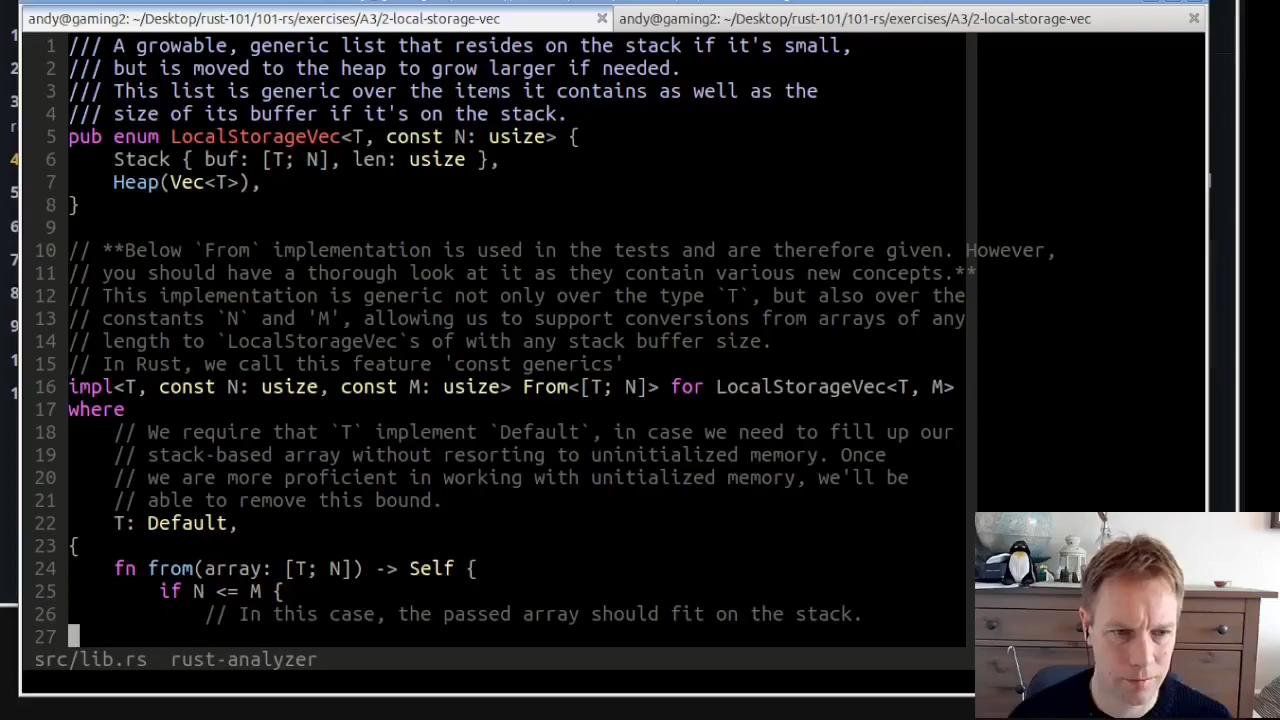 andy@gaming2: ~/Desktop/rust-101/101-rs/exercises/A3/2-local-storage-vec
andy@gaming2: ~/Desktop/rust-101/101-rs/exercises/A3/2-local-storage-vec
1 /// A growable, generic list that resides on the stack if it's small,
2 /// but is moved to the heap to grow larger if needed.
3 /// This list is generic over the items it contains as well as the
4 /// size of its buffer if it's on the stack.
5 pub enum LocalStorageVec<T, const N: usize> {
6     Stack { buf: [T; N], len: usize },
7     Heap(Vec<T>),
8 }
9
10 // **Below `From` implementation is used in the tests and are therefore given. However,
11 // you should have a thorough look at it as they contain various new concepts.**
12 // This implementation is generic not only over the type `T`, but also over the
13 // constants `N` and 'M', allowing us to support conversions from arrays of any
14 // length to `LocalStorageVec`s of with any stack buffer size.
15 // In Rust, we call this feature 'const generics'
16 impl<T, const N: usize, const M: usize> From<[T; N]> for LocalStorageVec<T, M>
17 where
18     // We require that `T` implement `Default`, in case we need to fill up our
19     // stack-based array without resorting to uninitialized memory. Once
20     // we are more proficient in working with unitialized memory, we'll be
21     // able to remove this bound.
22     T: Default,
23 {
24     fn from(array: [T; N]) -> Self {
25         if N <= M {
26             // In this case, the passed array should fit on the stack.
27
src/lib.rs  rust-analyzer